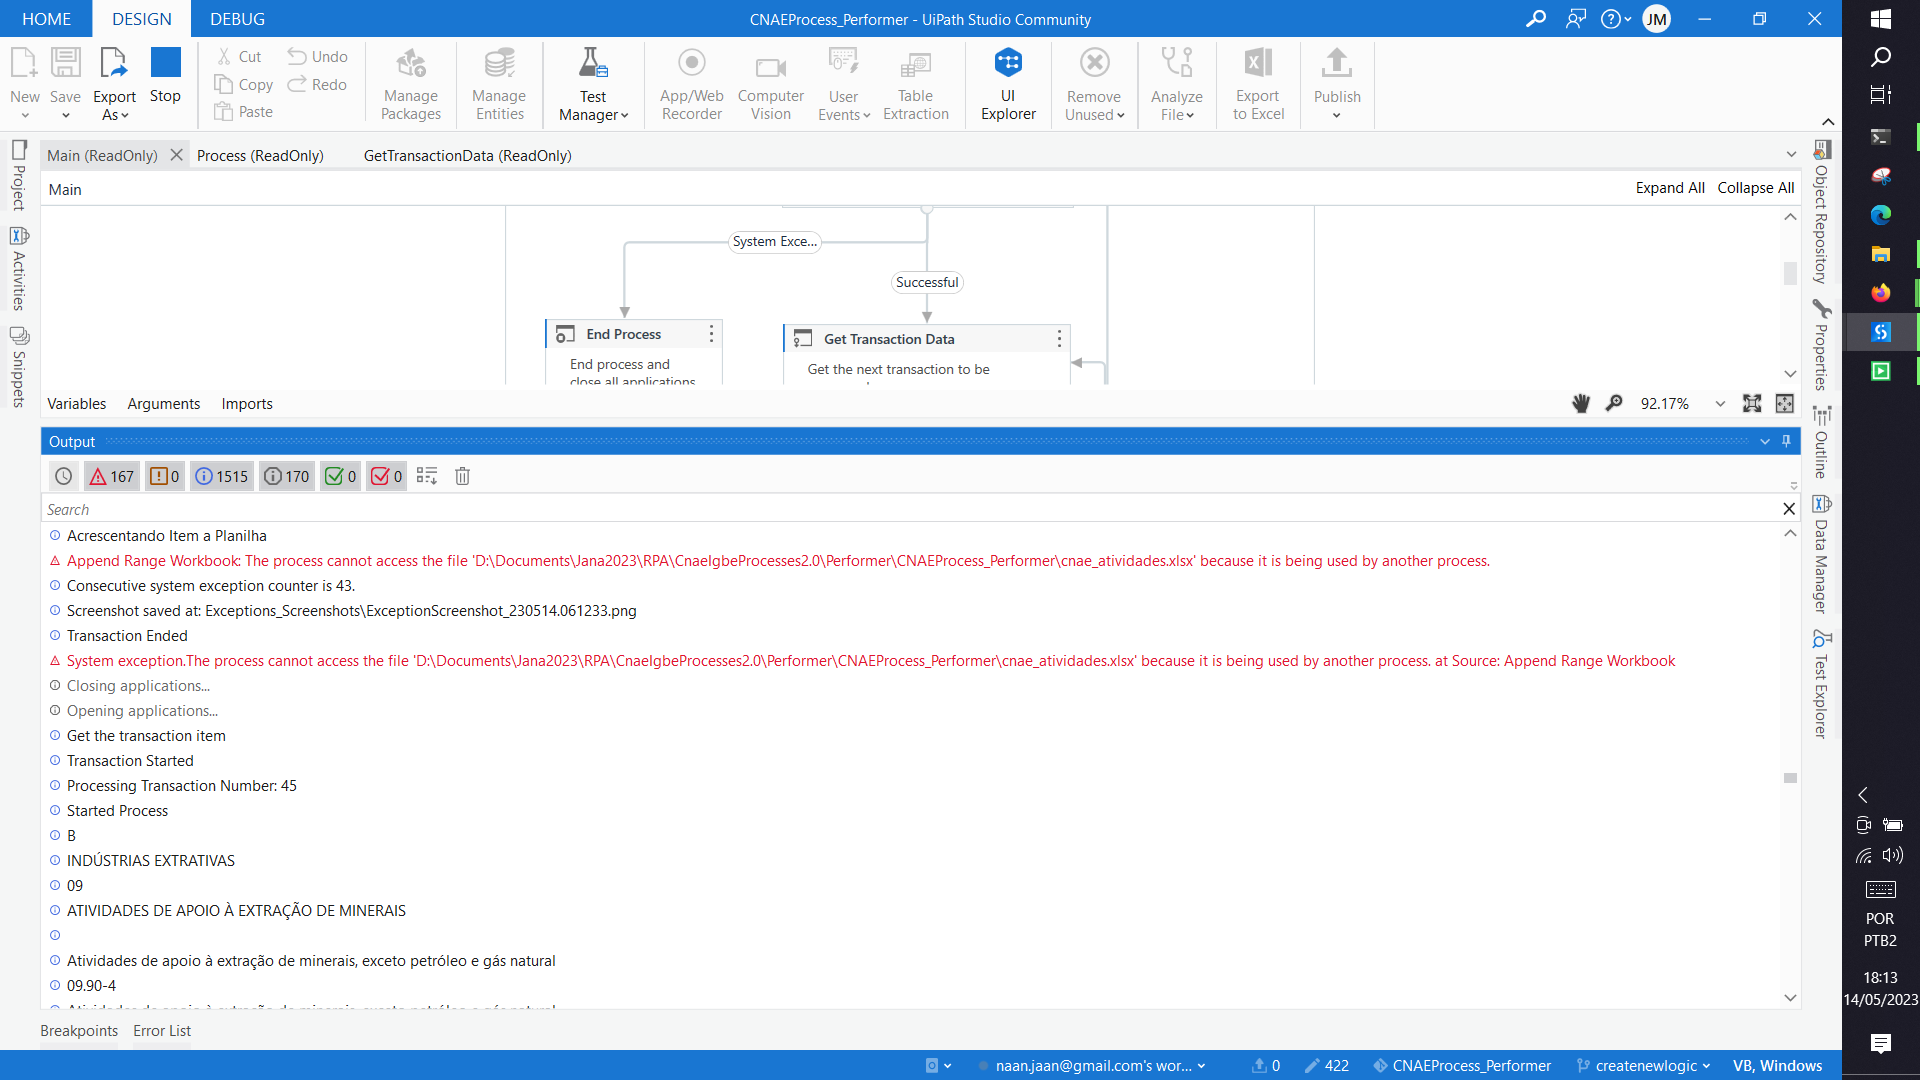 HOME DESIGN DEBUG
CNAEProcess_Performer - UiPath Studio Community
JM
New
Save
Export As
Stop
Cut
Copy
Paste
Undo
Redo
Manage Packages
Manage Entities
Test Manager
App/Web Recorder
Computer Vision
User Events
Table Extraction
UI Explorer
Remove Unused
Analyze File
Export to Excel
Publish
Main (ReadOnly)
Process (ReadOnly)
GetTransactionData (ReadOnly)
Main
Expand All Collapse All
Project
Activities
Snippets
System Exce...
Successful
End Process
End process and
close all applications
Get Transaction Data
Get the next transaction to be
Variables Arguments Imports
92.17%
Output
167 0 1515 170 0 0
Search
Acrescentando Item a Planilha
Append Range Workbook: The process cannot access the file 'D:\Documents\Jana2023\RPA\CnaeIgbeProcesses2.0\Performer\CNAEProcess_Performer\cnae_atividades.xlsx' because it is being used by another process.
Consecutive system exception counter is 43.
Screenshot saved at: Exceptions_Screenshots\ExceptionScreenshot_230514.061233.png
Transaction Ended
System exception.The process cannot access the file 'D:\Documents\Jana2023\RPA\CnaeIgbeProcesses2.0\Performer\CNAEProcess_Performer\cnae_atividades.xlsx' because it is being used by another process. at Source: Append Range Workbook
Closing applications...
Opening applications...
Get the transaction item
Transaction Started
Processing Transaction Number: 45
Started Process
B
INDÚSTRIAS EXTRATIVAS
09
ATIVIDADES DE APOIO À EXTRAÇÃO DE MINERAIS
Atividades de apoio à extração de minerais, exceto petróleo e gás natural
09.90-4
Atividades de apoio à extração de minerais, exceto petróleo e gás natural
Breakpoints Error List
Object Repository
Properties
Outline
Data Manager
Test Explorer
naan.jaan@gmail.com's wor...
0
422
CNAEProcess_Performer
createnewlogic
VB, Windows
POR
PTB2
18:13
14/05/2023